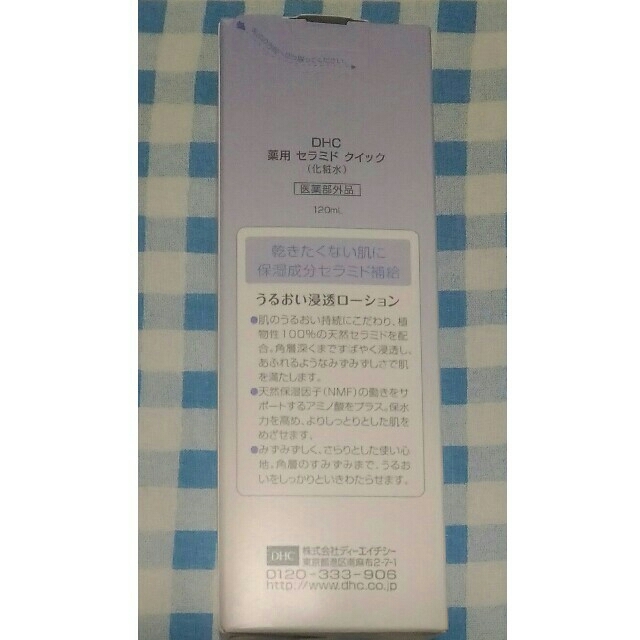 DHC
薬用 セラミド クイック
（化粧水）
医薬部外品
120mL
乾きたくない肌に
保湿成分セラミド補給
うるおい浸透ローション
●肌のうるおい持続にこだわり、植
物性100%の天然セラミドを配
合。角層深くまですばやく浸透し、
あふれるようなみずみずしさで肌
を満たします。
●天然保湿因子（NMF）の働きをサ
ポートするアミノ酸をプラス。保水
力を高め、よりしっとりとした肌を
めざせます。
●みずみずしく、さらりとした使い心
地。角層のすみずみまで、うるお
いをしっかりといきわたらせます。
DHC 株式会社ディーエイチシー
東京都港区南麻布2-7-1
0120-333-906
http://www.dhc.co.jp